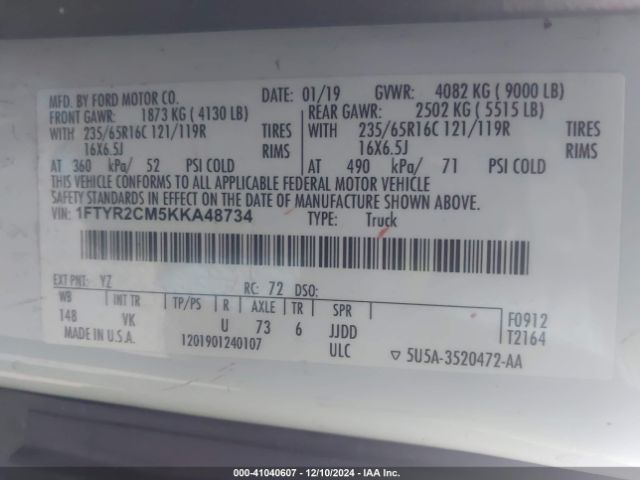 MFD. BY FORD MOTOR CO. DATE: 01/19 GVWR: 4082 KG ( 9000 LB)
FRONT GAWR: 1873 KG ( 4130 LB) REAR GAWR: 2502 KG ( 5515 LB)
WITH 235/65R16C 121/119R TIRES WITH 235/65R16C 121/119R TIRES
16X6.5J RIMS 16X6.5J RIMS
AT 360 kPa/ 52 PSI COLD AT 490 kPa/ 71 PSI COLD
THIS VEHICLE CONFORMS TO ALL APPLICABLE FEDERAL MOTOR VEHICLE
SAFETY STANDARDS IN EFFECT ON THE DATE OF MANUFACTURE SHOWN ABOVE.
VIN: 1FTYR2CM5KKA48734 TYPE: Truck
EXT PNT: YZ RC: 72 DSO:
WB INT TR TP/PS R AXLE TR SPR F0912
148 VK U 73 6 JJDD T2164
MADE IN U.S.A. 1201901240107 ULC ▽ 5U5A-3520472-AA
000-41040607 - 12/10/2024 - IAA Inc.